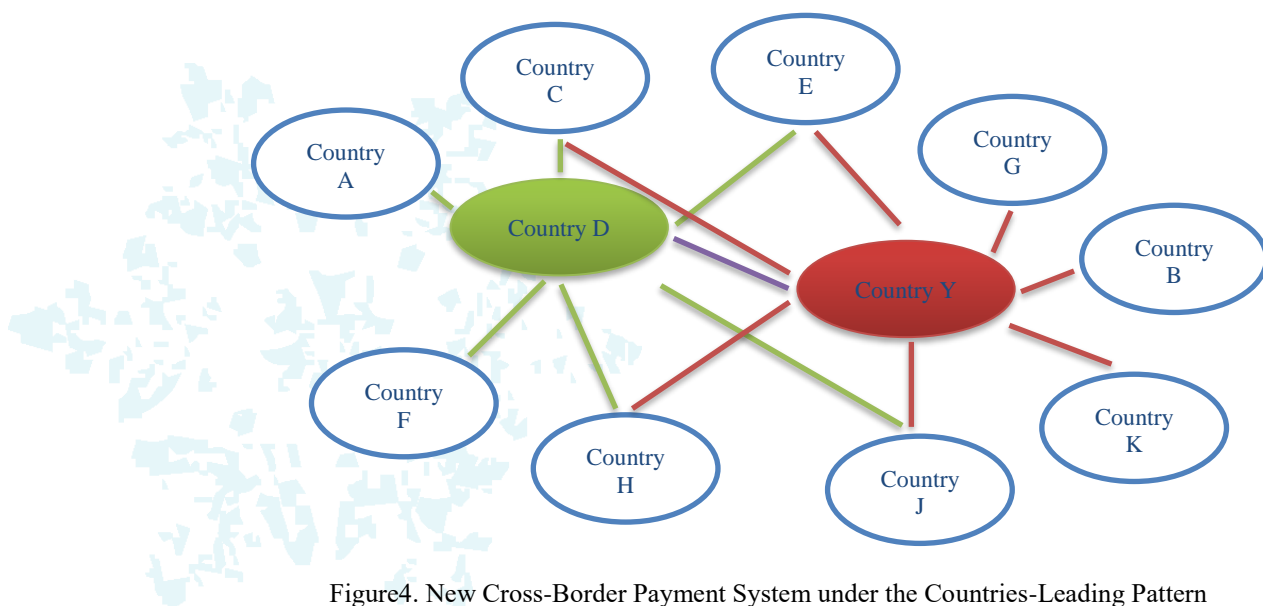 Country
C
Country
E
Country
A
Country
G
Country D
Country
B
Country Y
Country
F
Country
K
Country
H
Country
J
Figure4. New Cross-Border Payment System under the Countries-Leading Pattern